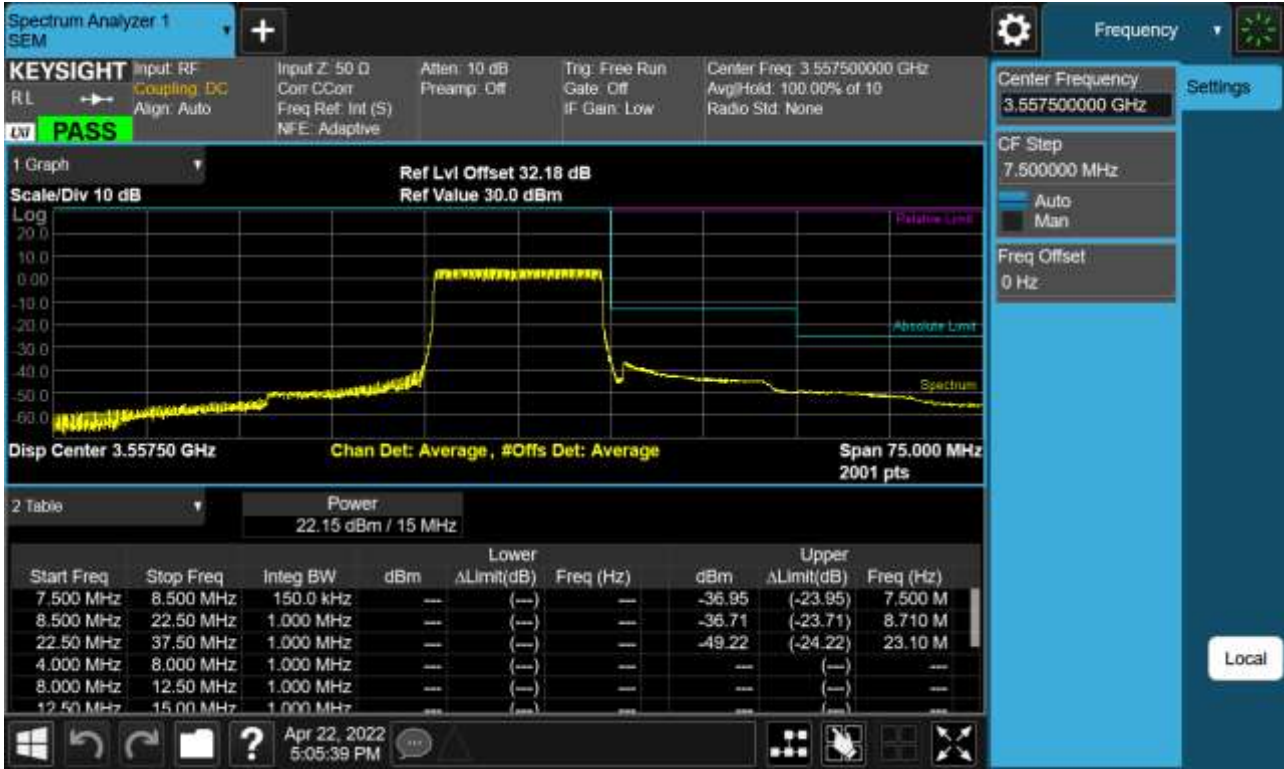 Spectrum Analyzer 1
SEM
+
Frequency
KEYSIGHT
RL
LXI
PASS
Input: RF
Coupling: DC
Align: Auto
Input Z: 50 Ω
Corr CCorr
Freq Ref: Int (S)
NFE: Adaptive
Atten: 10 dB
Preamp: Off
Trig: Free Run
Gate: Off
IF Gain: Low
Center Freq: 3.557500000 GHz
Avg|Hold: 100.00% of 10
Radio Std: None
Center Frequency
3.557500000 GHz
Settings
CF Step
7.500000 MHz
Auto
Man
Freq Offset
0 Hz
1 Graph
Scale/Div 10 dB
Ref Lvl Offset 32.18 dB
Ref Value 30.0 dBm
Log
20.0
10.0
0.00
-10.0
-20.0
-30.0
-40.0
-50.0
-60.0
Relative Limit
Absolute Limit
Spectrum
Disp Center 3.55750 GHz
Chan Det: Average, #Offs Det: Average
Span 75.000 MHz
2001 pts
2 Table
Power
22.15 dBm / 15 MHz
Lower Upper
Start Freq Stop Freq Integ BW dBm ΔLimit(dB) Freq (Hz) dBm ΔLimit(dB) Freq (Hz)
7.500 MHz 8.500 MHz 150.0 kHz --- (---) --- -36.95 (-23.95) 7.500 M
8.500 MHz 22.50 MHz 1.000 MHz --- (---) --- -36.71 (-23.71) 8.710 M
22.50 MHz 37.50 MHz 1.000 MHz --- (---) --- -49.22 (-24.22) 23.10 M
4.000 MHz 8.000 MHz 1.000 MHz --- (---) --- --- (---) ---
8.000 MHz 12.50 MHz 1.000 MHz --- (---) --- --- (---) ---
12.50 MHz 15.00 MHz 1.000 MHz --- (---) --- --- (---) ---
Local
?
Apr 22, 2022
5:05:39 PM